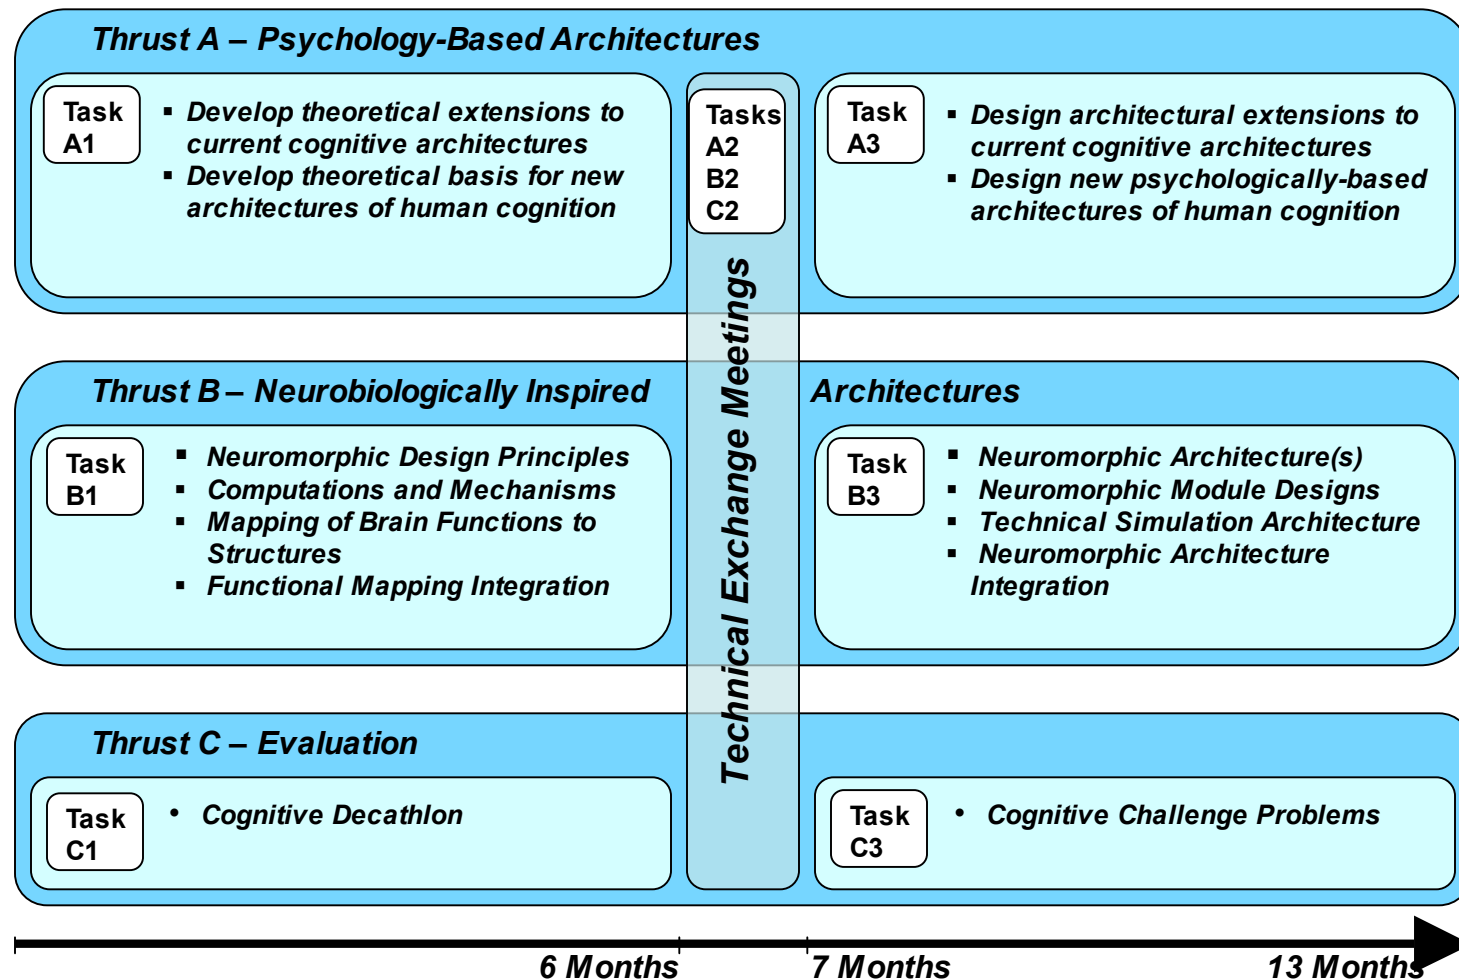 Thrust A – Psychology-Based Architectures
Task
A1
▪ Develop theoretical extensions to
current cognitive architectures
▪ Develop theoretical basis for new
architectures of human cognition
Tasks
A2
B2
C2
Technical Exchange Meetings
Task
A3
▪ Design architectural extensions to
current cognitive architectures
▪ Design new psychologically-based
architectures of human cognition
Thrust B – Neurobiologically Inspired Architectures
Task
B1
▪ Neuromorphic Design Principles
▪ Computations and Mechanisms
▪ Mapping of Brain Functions to
Structures
▪ Functional Mapping Integration
Task
B3
▪ Neuromorphic Architecture(s)
▪ Neuromorphic Module Designs
▪ Technical Simulation Architecture
▪ Neuromorphic Architecture
Integration
Thrust C – Evaluation
Task
C1
• Cognitive Decathlon
Task
C3
• Cognitive Challenge Problems
6 Months
7 Months
13 Months